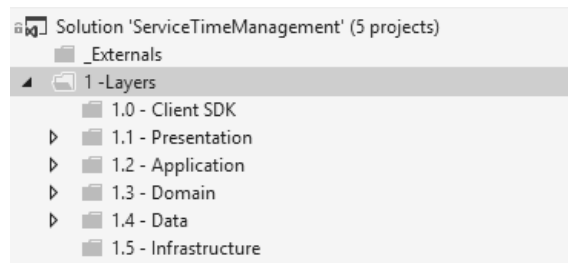 Solution 'ServiceTimeManagement' (5 projects)
_Externals
1 -Layers
1.0 - Client SDK
1.1 - Presentation
1.2 - Application
1.3 - Domain
1.4 - Data
1.5 - Infrastructure